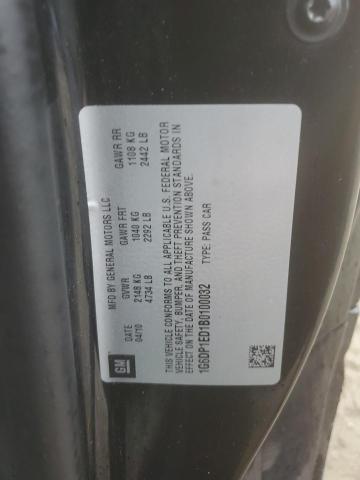 GM
MFD BY GENERAL MOTORS LLC
DATE GVWR GAWR FRT GAWR RR
04/10 2148 KG 1040 KG 1108 KG
4734 LB 2292 LB 2442 LB
THIS VEHICLE CONFORMS TO ALL APPLICABLE U.S. FEDERAL MOTOR
VEHICLE SAFETY, BUMPER, AND THEFT PREVENTION STANDARDS IN
EFFECT ON THE DATE OF MANUFACTURE SHOWN ABOVE.
1G6DP1ED1B0100032 TYPE: PASS CAR